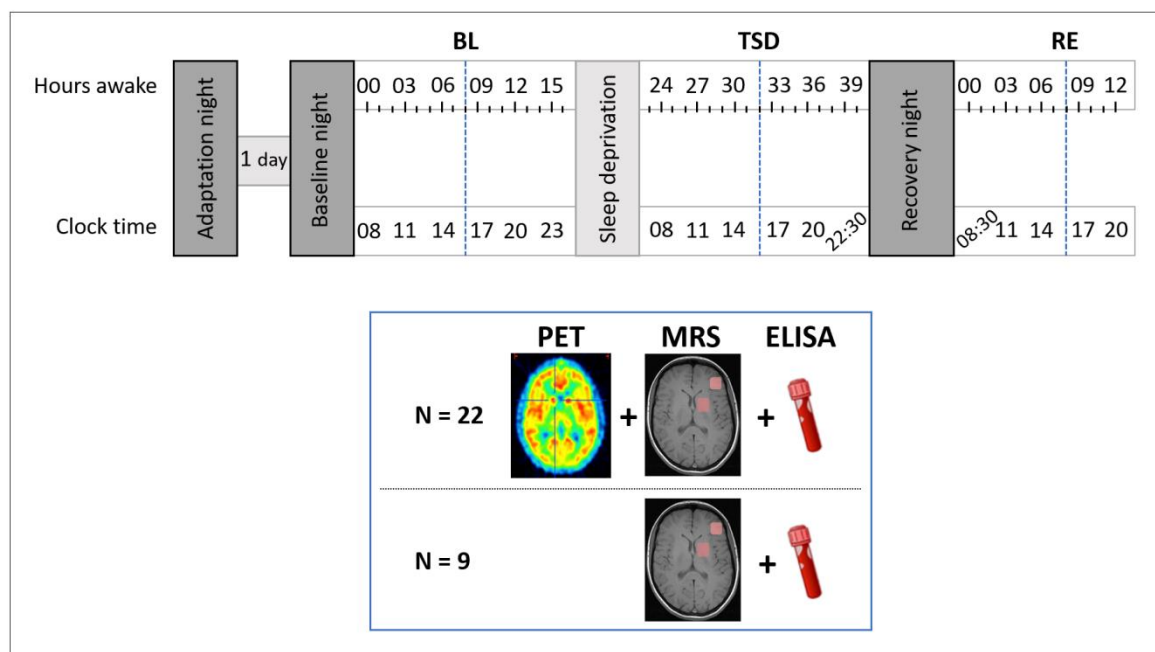 BL TSD RE
Hours awake 00 03 06 09 12 15 24 27 30 33 36 39 00 03 06 09 12
Adaptation night
1 day
Baseline night
Sleep deprivation
Recovery night
Clock time 08 11 14 17 20 23 08 11 14 17 20 22:30 08:30 11 14 17 20
PET MRS ELISA
N = 22 + +
N = 9 +